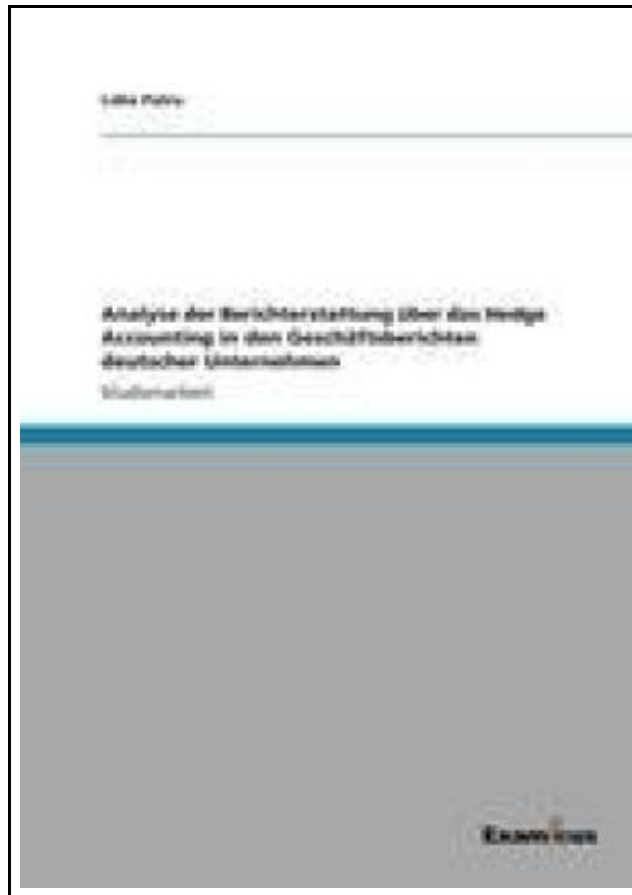 Analyse der Berichterstattung über das Hedge
Accounting in den Geschäftsberichten
deutscher Unternehmen
Studienarbeit
Examicus